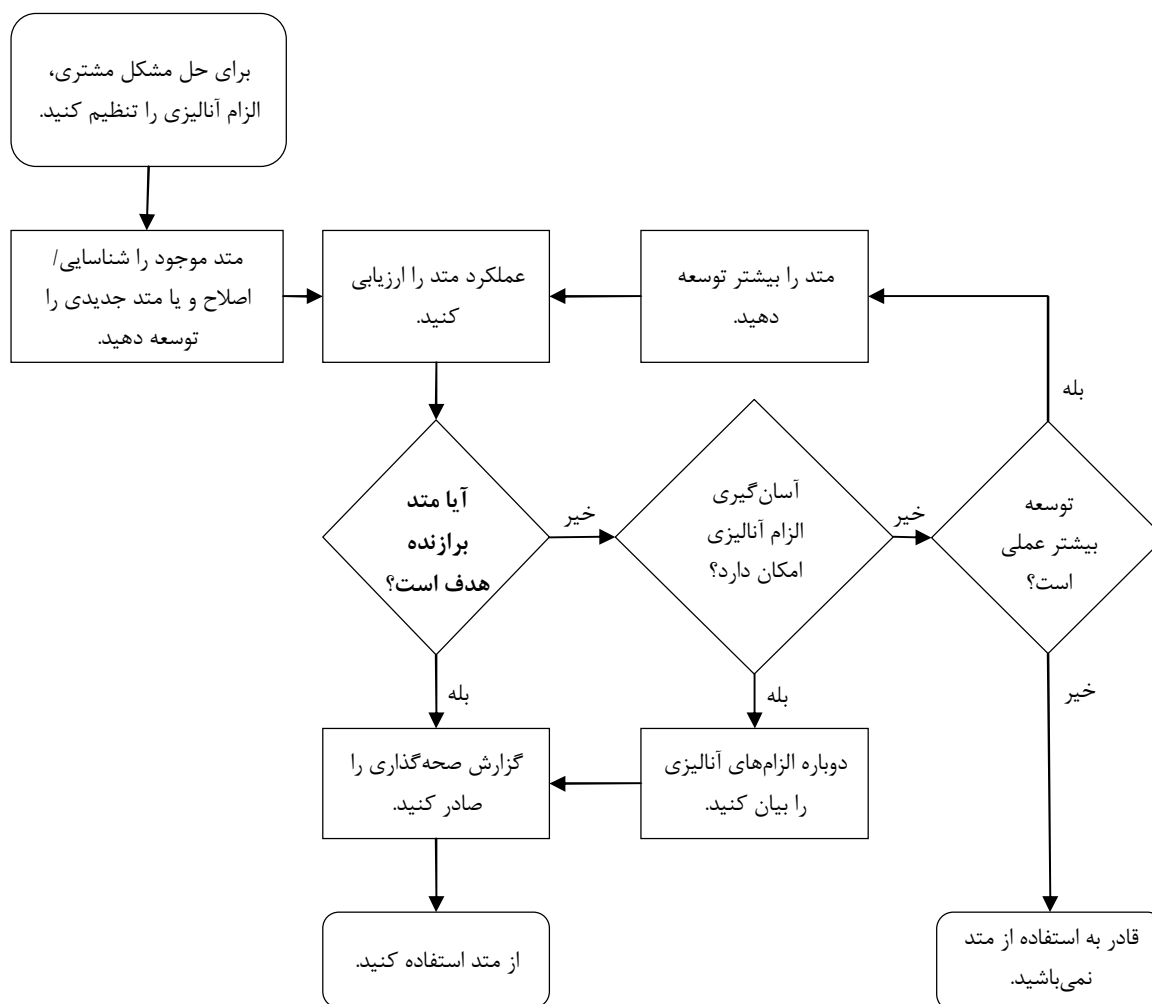 برای حل مشکل مشتری،
الزام آنالیزی را تنظیم کنید.
متد موجود را شناسایی/
اصلاح و یا متد جدیدی را
توسعه دهید.
عملکرد متد را ارزیابی
کنید.
متد را بیشتر توسعه
دهید.
بله
آیا متد
برازنده
هدف است؟
خیر
آسان‌گیری
الزام آنالیزی
امکان دارد؟
خیر
توسعه
بیشتر عملی
است؟
بله
بله
خیر
گزارش صحه‌گذاری را
صادر کنید.
دوباره الزام‌های آنالیزی
را بیان کنید.
از متد استفاده کنید.
قادر به استفاده از متد
نمی‌باشید.